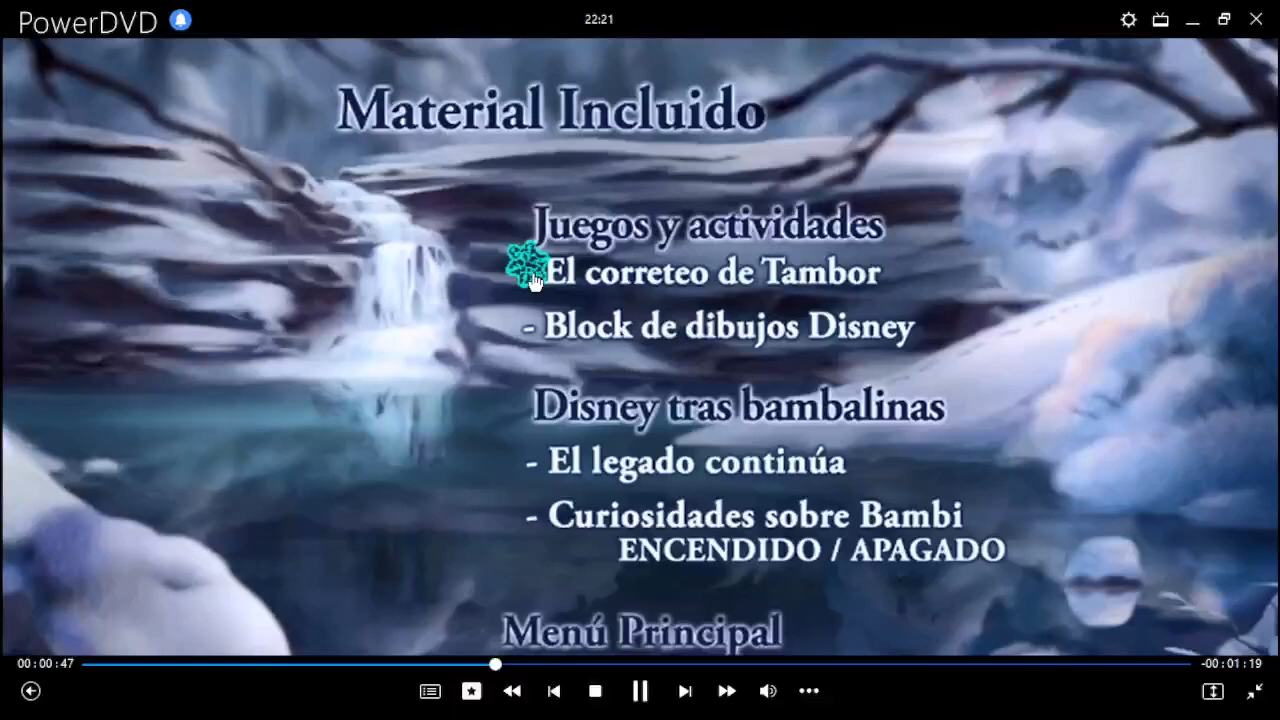 PowerDVD
22:21
Material Incluido
Juegos y actividades
El correteo de Tambor
- Block de dibujos Disney
Disney tras bambalinas
- El legado continúa
- Curiosidades sobre Bambi
ENCENDIDO / APAGADO
Menú Principal
00:00:47
-00:01:19